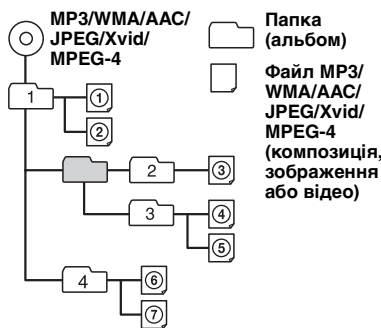 MP3/WMA/AAC/
JPEG/Xvid/
MPEG-4
Папка
(альбом)
Файл MP3/
WMA/AAC/
JPEG/Xvid/
MPEG-4
(композиція,
зображення
або відео)
1
①
②
2
③
3
④
⑤
4
⑥
⑦